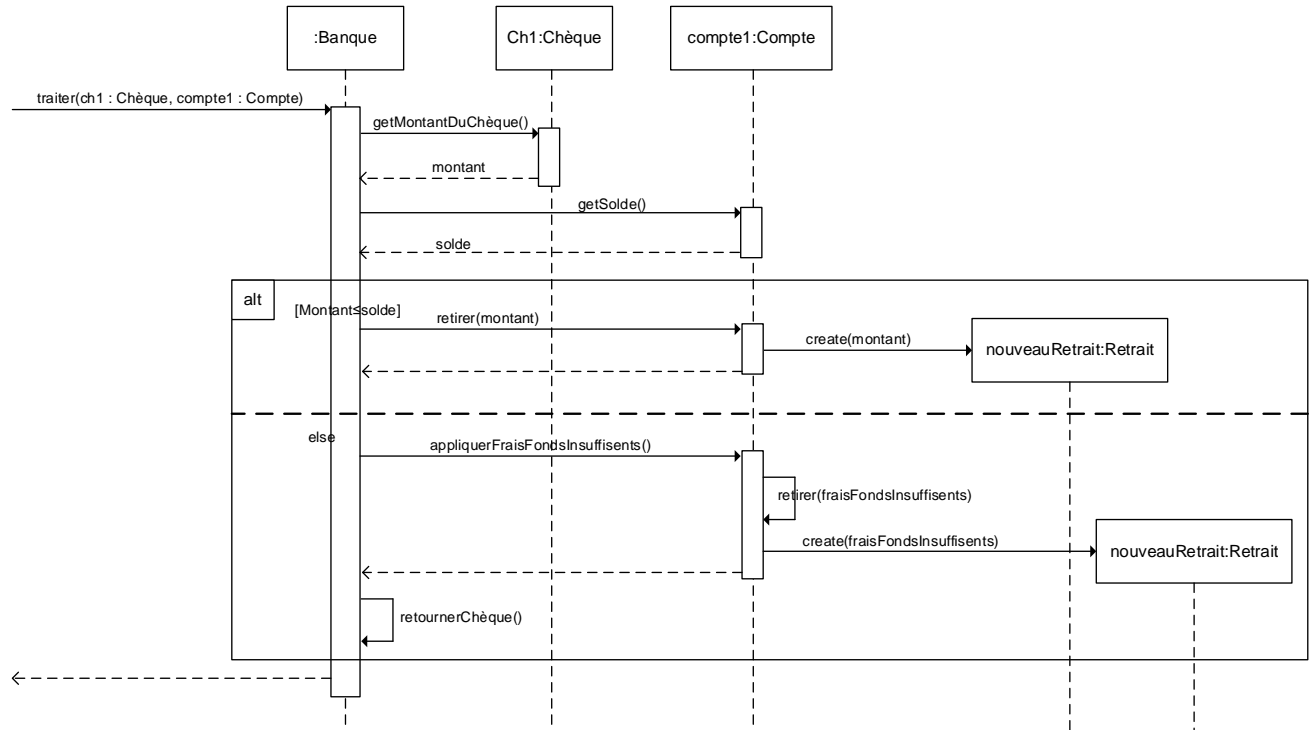 :Banque
Ch1:Chèque
compte1:Compte
traiter(ch1 : Chèque, compte1 : Compte)
getMontantDuChèque()
montant
getSolde()
solde
alt
[Montant≤solde]
retirer(montant)
create(montant)
nouveauRetrait:Retrait
else
appliquerFraisFondsInsuffisents()
retirer(fraisFondsInsuffisents)
create(fraisFondsInsuffisents)
nouveauRetrait:Retrait
retournerChèque()